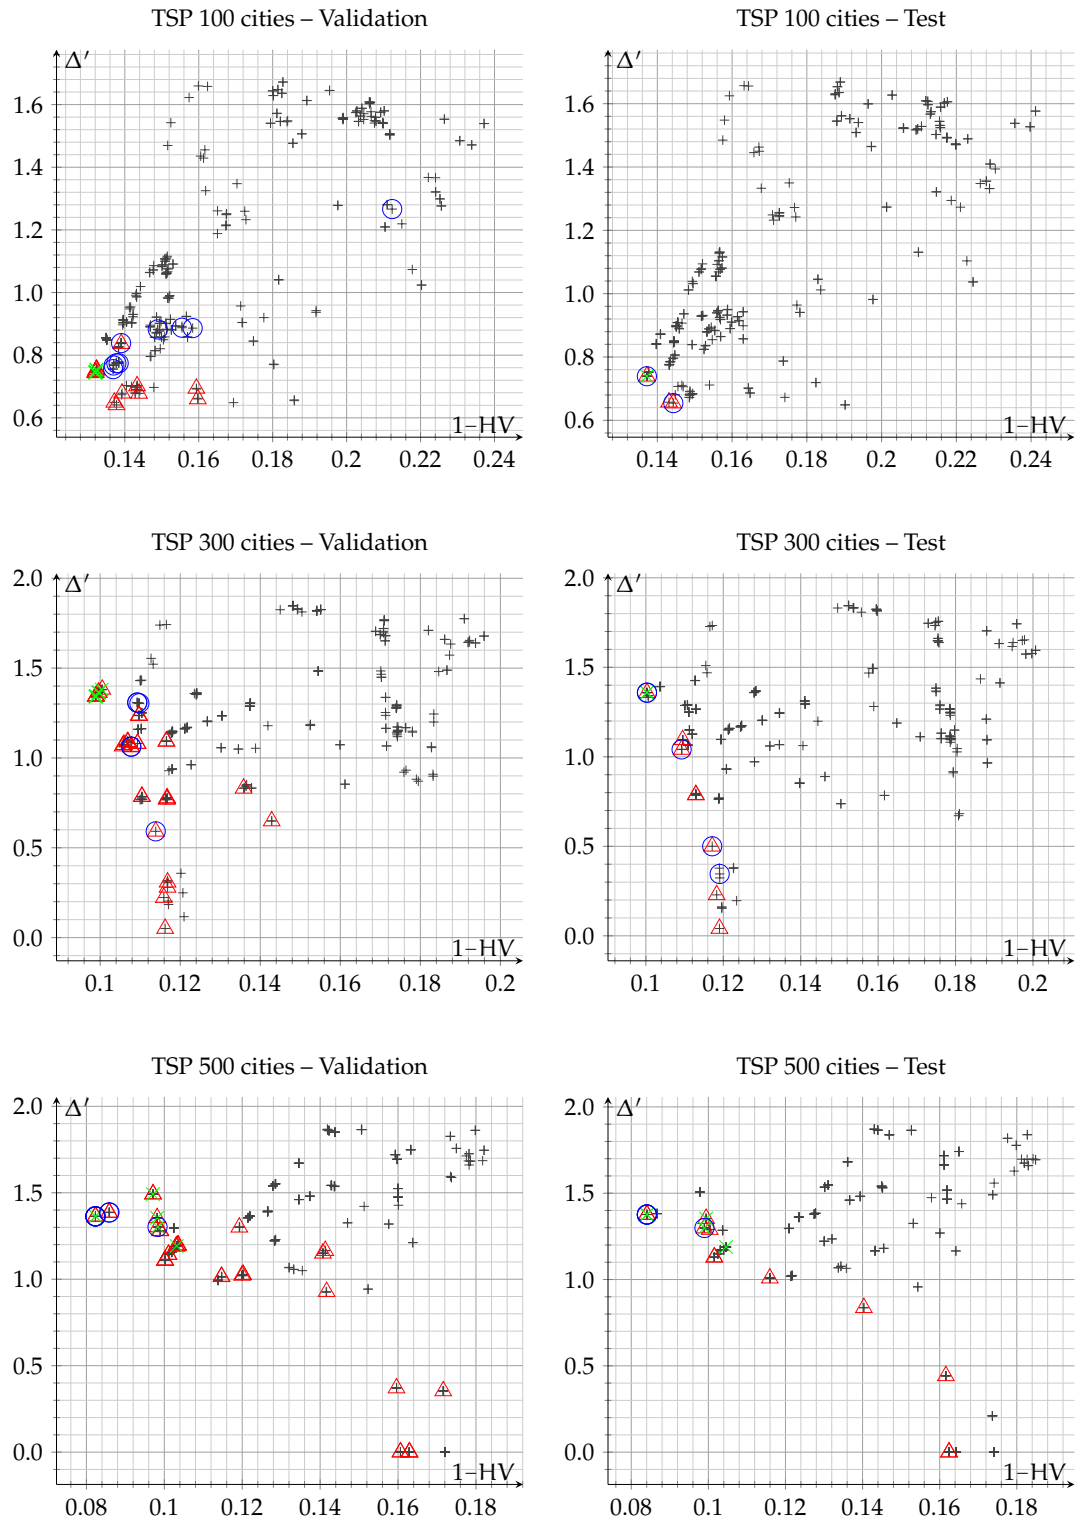 TSP 100 cities – Validation
Δ′
1.6
1.4
1.2
1.0
0.8
0.6
1–HV
0.14 0.16 0.18 0.2 0.22 0.24
TSP 100 cities – Test
Δ′
1.6
1.4
1.2
1.0
0.8
0.6
1–HV
0.14 0.16 0.18 0.2 0.22 0.24
TSP 300 cities – Validation
2.0 Δ′
1.5
1.0
0.5
0.0
1–HV
0.1 0.12 0.14 0.16 0.18 0.2
TSP 300 cities – Test
2.0 Δ′
1.5
1.0
0.5
0.0
1–HV
0.1 0.12 0.14 0.16 0.18 0.2
TSP 500 cities – Validation
2.0 Δ′
1.5
1.0
0.5
0.0
1–HV
0.08 0.1 0.12 0.14 0.16 0.18
TSP 500 cities – Test
2.0 Δ′
1.5
1.0
0.5
0.0
1–HV
0.08 0.1 0.12 0.14 0.16 0.18